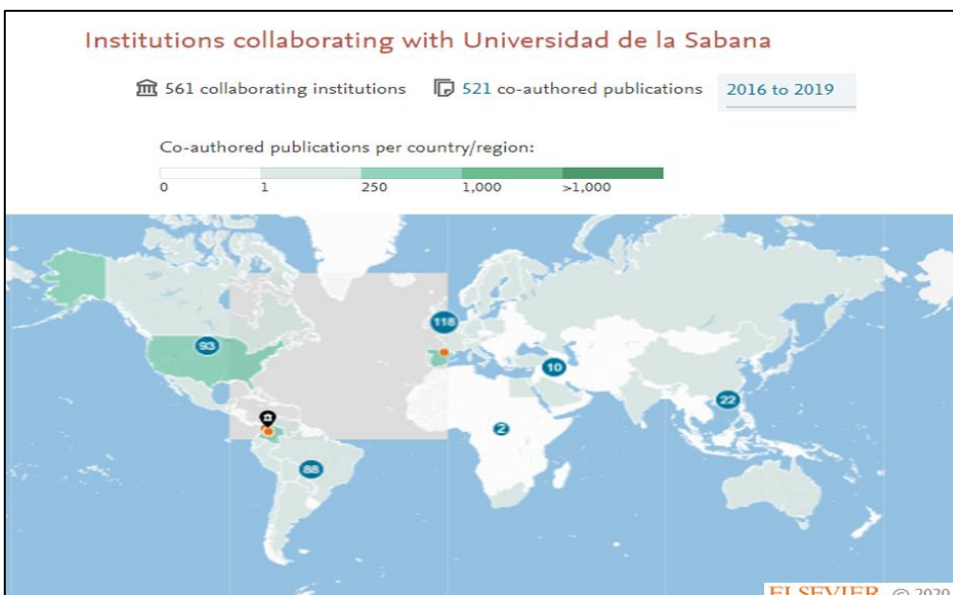 Institutions collaborating with Universidad de la Sabana
561 collaborating institutions 521 co-authored publications 2016 to 2019
Co-authored publications per country/region:
0 1 250 1,000 >1,000
118
93
10
22
2
88
ELSEVIER © 2020